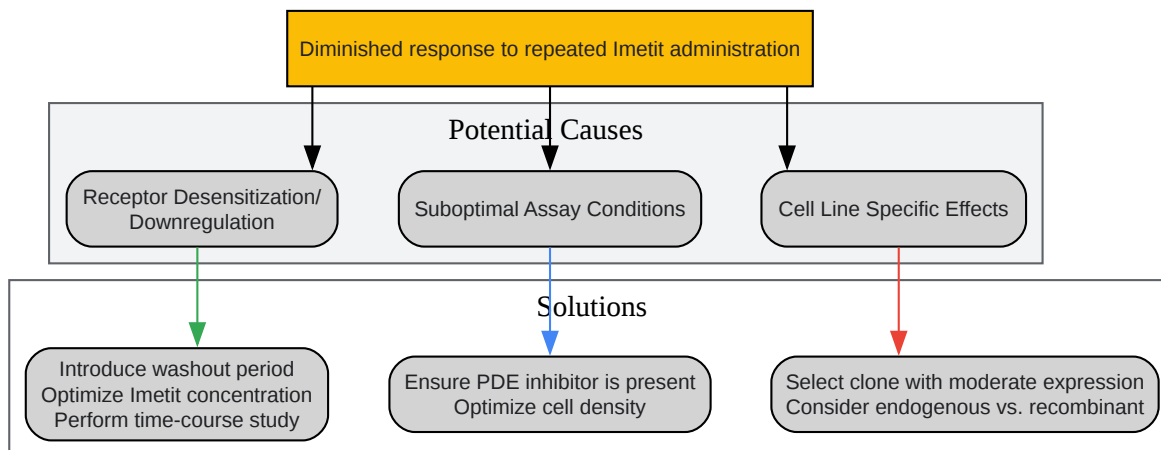 Diminished response to repeated Imetit administration
Potential Causes
Receptor Desensitization/
Downregulation
Suboptimal Assay Conditions
Cell Line Specific Effects
Solutions
Introduce washout period
Optimize Imetit concentration
Perform time-course study
Ensure PDE inhibitor is present
Optimize cell density
Select clone with moderate expression
Consider endogenous vs. recombinant